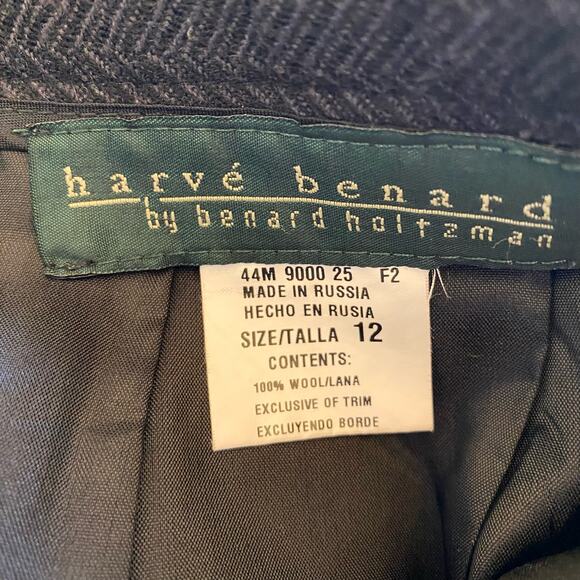 harvé benard
by benard holtzman
44M 9000 25 F2
MADE IN RUSSIA
HECHO EN RUSIA
SIZE/TALLA 12
CONTENTS:
100% WOOL/LANA
EXCLUSIVE OF TRIM
EXCLUYENDO BORDE